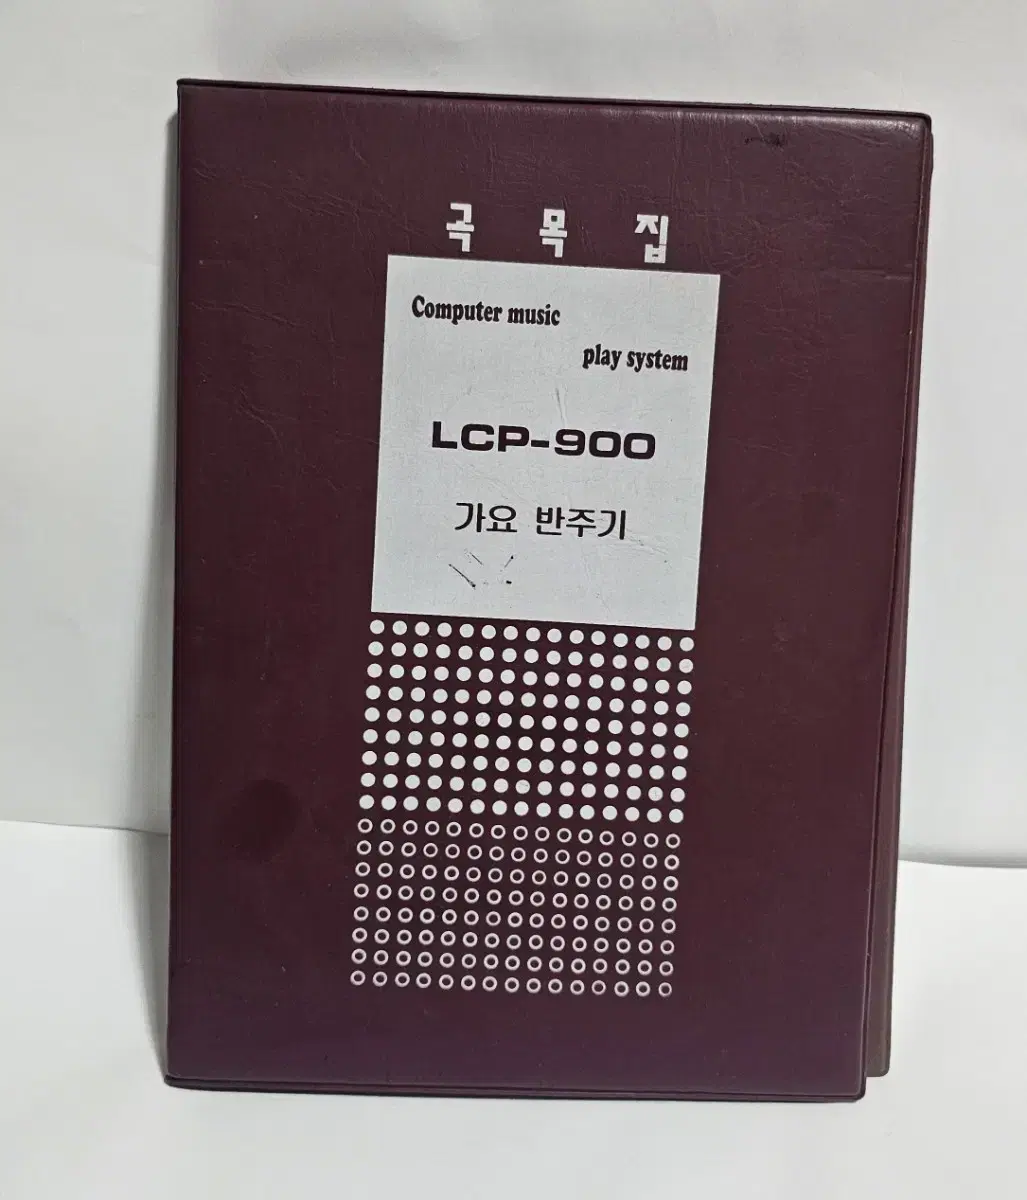 곡 목 집
Computer music
play system
LCP-900
가요 반주기